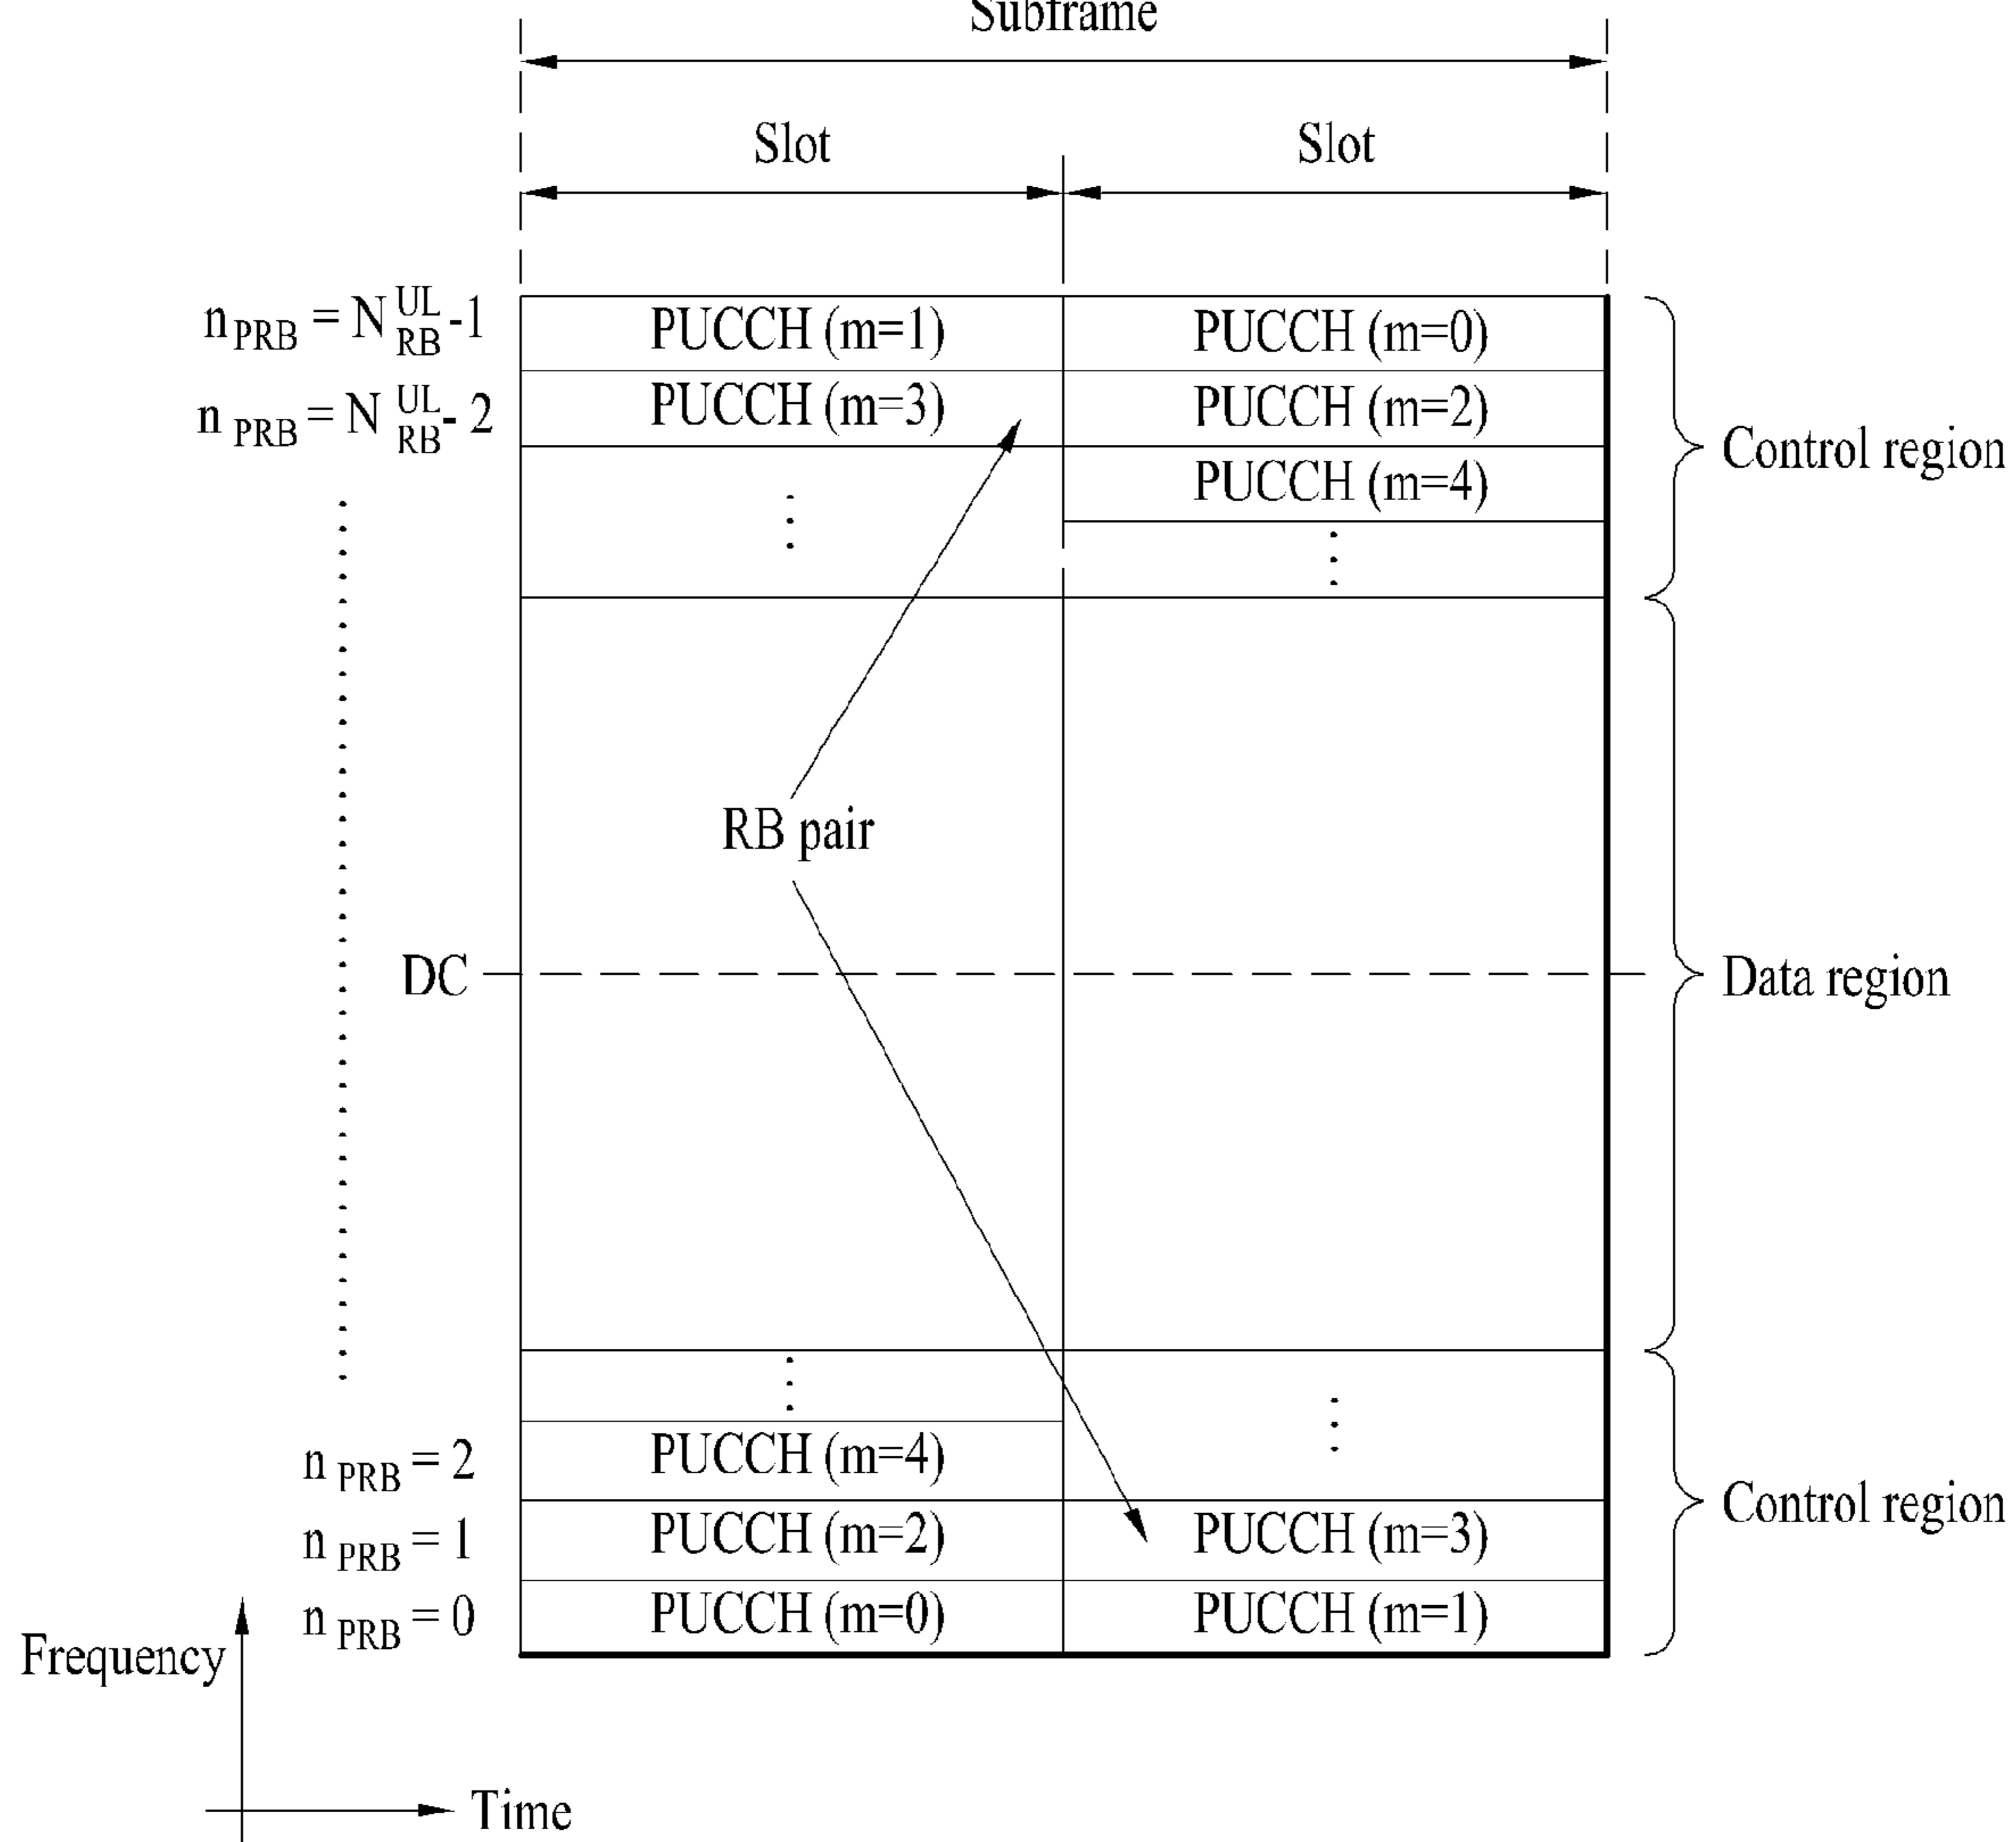 Subframe
Slot Slot
n PRB = N UL RB -1 PUCCH (m=1) PUCCH (m=0)
n PRB = N UL RB - 2 PUCCH (m=3) PUCCH (m=2)
Control region
PUCCH (m=4)
RB pair
DC
Data region
n PRB = 2 PUCCH (m=4)
Control region
n PRB = 1 PUCCH (m=2) PUCCH (m=3)
n PRB = 0 PUCCH (m=0) PUCCH (m=1)
Frequency
Time